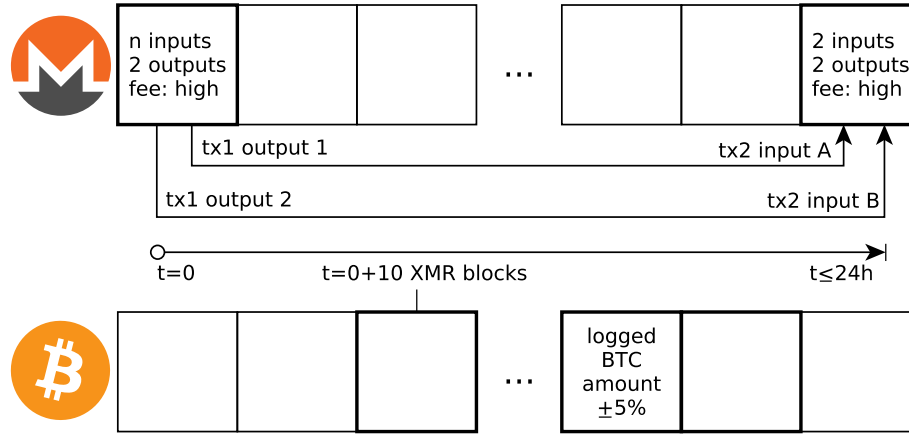 n inputs
2 outputs
fee: high
...
2 inputs
2 outputs
fee: high
tx1 output 1
tx2 input A
tx1 output 2
tx2 input B
t=0
t=0+10 XMR blocks
t≤24h
...
logged
BTC
amount
±5%